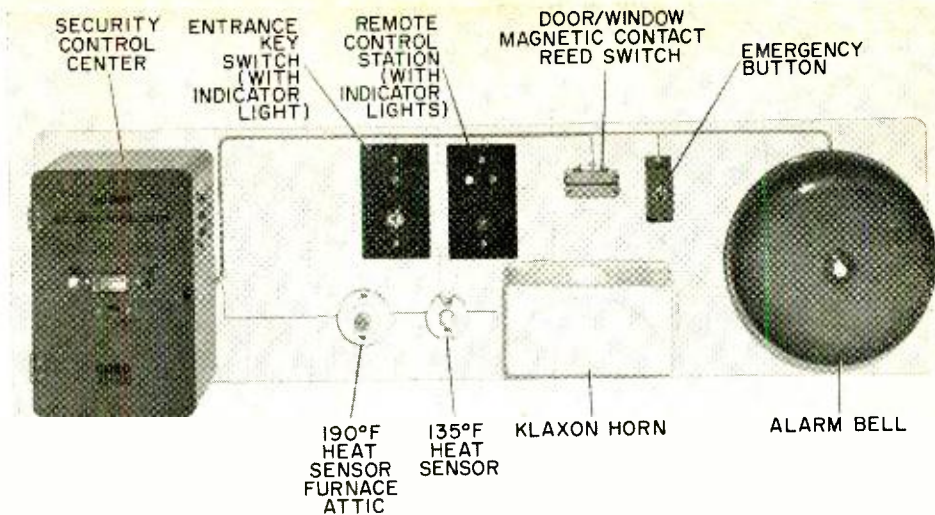 SECURITY
CONTROL
CENTER
ENTRANCE
KEY
SWITCH
(WITH
INDICATOR
LIGHT)
REMOTE
CONTROL
STATION
(WITH
INDICATOR
LIGHTS)
DOOR/WINDOW
MAGNETIC CONTACT
REED SWITCH
EMERGENCY
BUTTON
190°F
HEAT
SENSOR
FURNACE
ATTIC
135°F
HEAT
SENSOR
KLAXON HORN
ALARM BELL